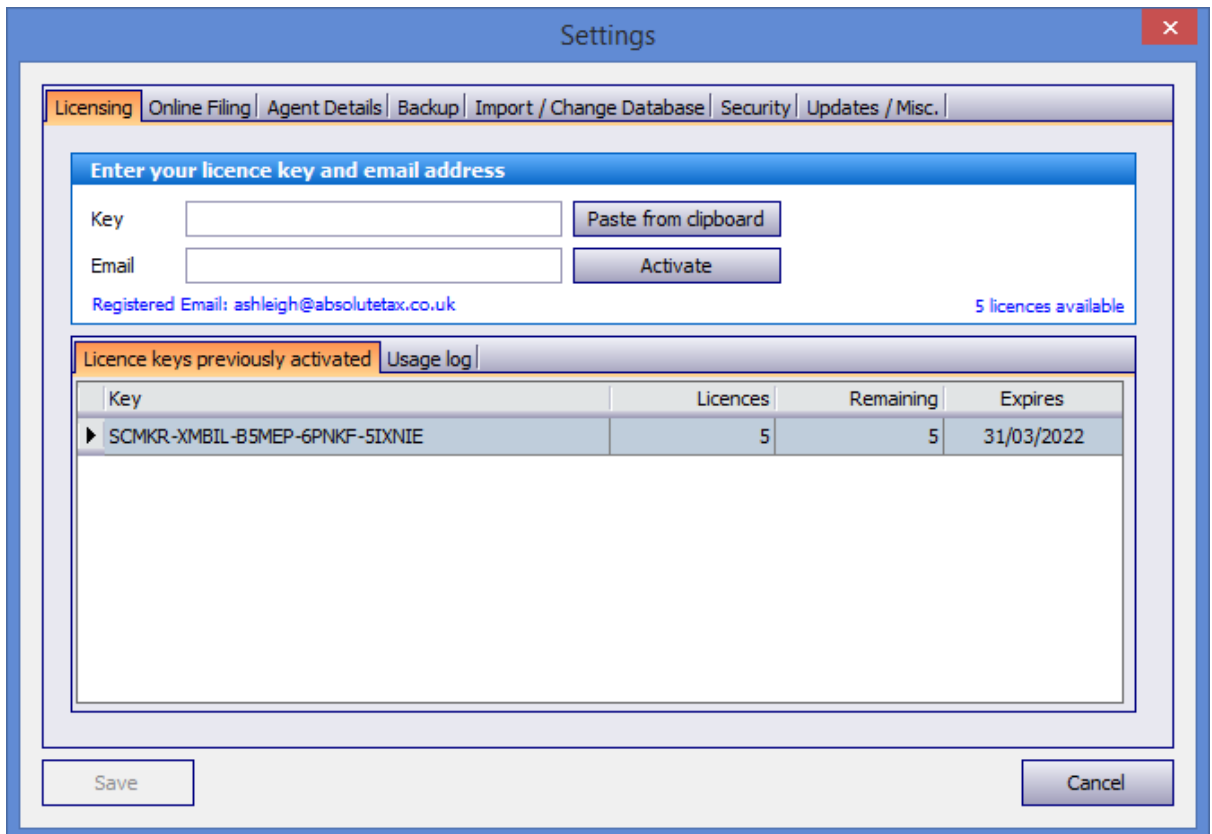 Settings
Licensing Online Filing Agent Details Backup Import / Change Database Security Updates / Misc.
Enter your licence key and email address
Key Paste from clipboard
Email Activate
Registered Email: ashleigh@absolutetax.co.uk 5 licences available
Licence keys previously activated Usage log
Key Licences Remaining Expires
SCMKR-XMBIL-B5MEP-6PNKF-5IXNIE 5 5 31/03/2022
Save Cancel